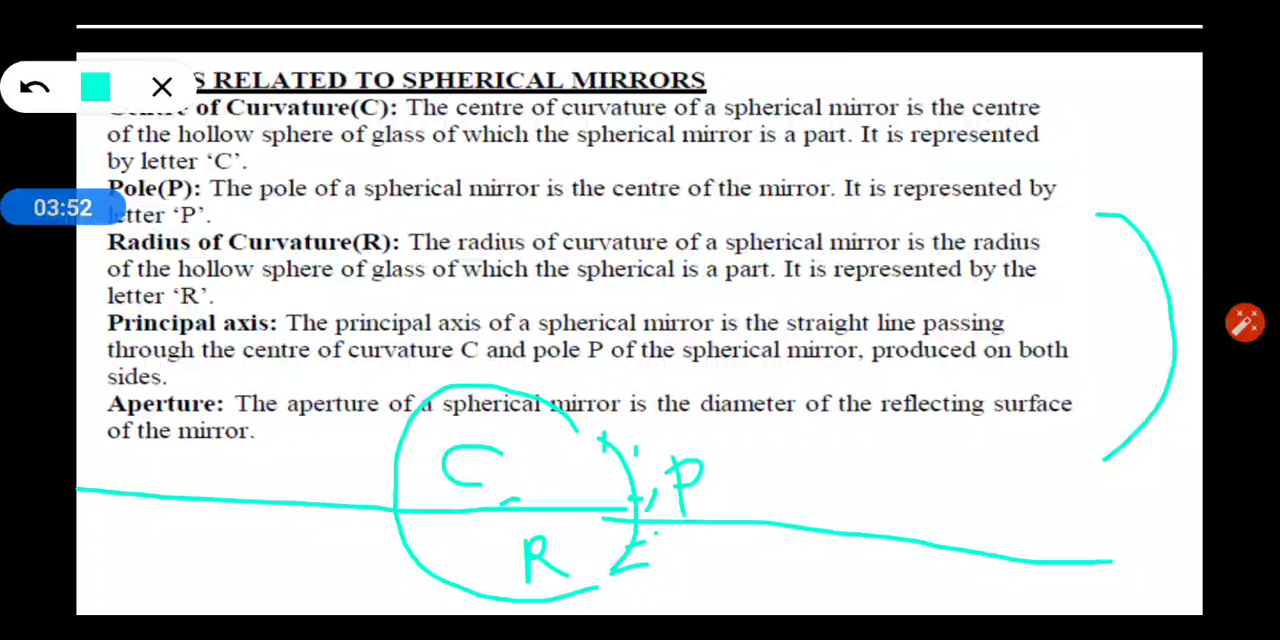 S RELATED TO SPHERICAL MIRRORS
of Curvature(C): The centre of curvature of a spherical mirror is the centre
of the hollow sphere of glass of which the spherical mirror is a part. It is represented
by letter ‘C’.
Pole(P): The pole of a spherical mirror is the centre of the mirror. It is represented by
03:52
letter ‘P’.
Radius of Curvature(R): The radius of curvature of a spherical mirror is the radius
of the hollow sphere of glass of which the spherical is a part. It is represented by the
letter ‘R’.
Principal axis: The principal axis of a spherical mirror is the straight line passing
through the centre of curvature C and pole P of the spherical mirror, produced on both
sides.
Aperture: The aperture of a spherical mirror is the diameter of the reflecting surface
of the mirror.
C P
R